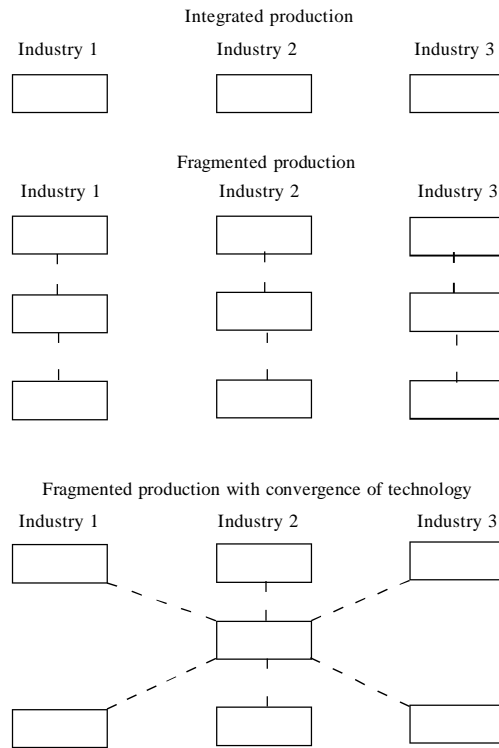 Integrated production
Industry 1 Industry 2 Industry 3
Fragmented production
Industry 1 Industry 2 Industry 3
Fragmented production with convergence of technology
Industry 1 Industry 2 Industry 3